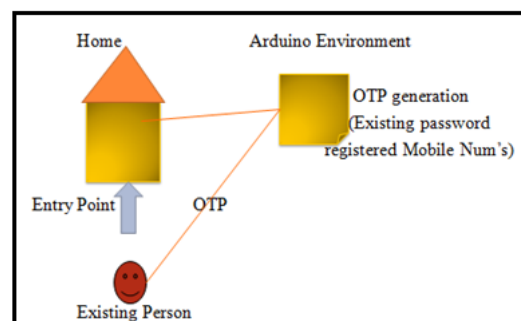 Home
Arduino Environment
OTP generation
(Existing password
registered Mobile Num's)
Entry Point
OTP
Existing Person